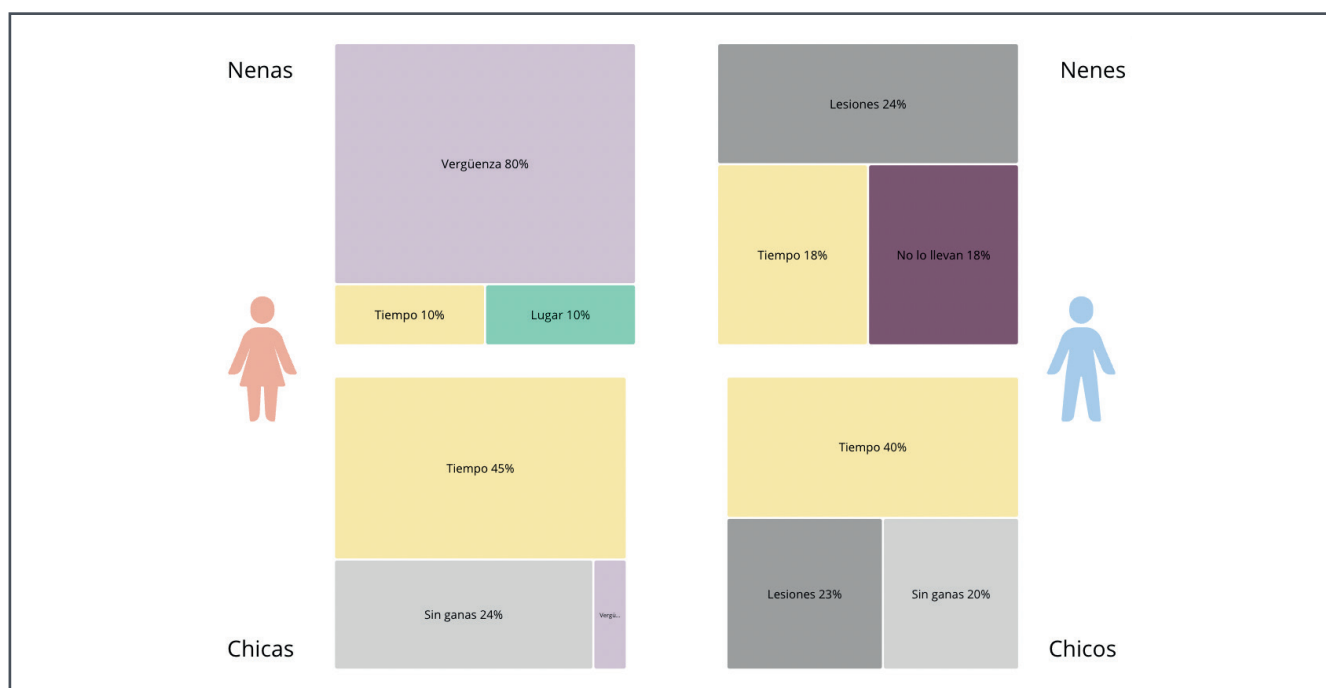 Nenas
Vergüenza 80%
Tiempo 10%
Lugar 10%
Lesiones 24%
Nenes
Tiempo 18%
No lo llevan 18%
Tiempo 45%
Sin ganas 24%
Vergü...
Chicas
Tiempo 40%
Lesiones 23%
Sin ganas 20%
Chicos